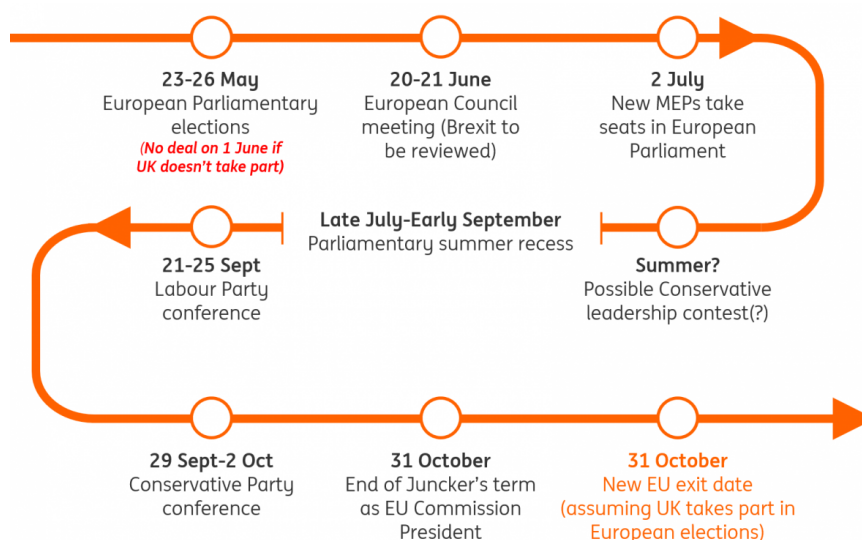 23-26 May
European Parliamentary
elections
(No deal on 1 June if
UK doesn't take part)
20-21 June
European Council
meeting (Brexit to
be reviewed)
2 July
New MEPs take
seats in European
Parliament
Summer?
Possible Conservative
leadership contest(?)
Late July-Early September
Parliamentary summer recess
21-25 Sept
Labour Party
conference
29 Sept-2 Oct
Conservative Party
conference
31 October
End of Juncker's term
as EU Commission
President
31 October
New EU exit date
(assuming UK takes part in
European elections)